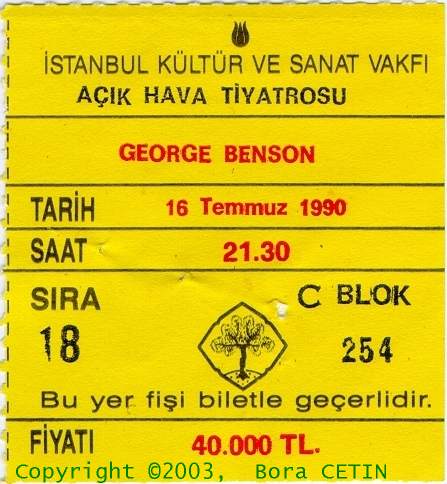 İSTANBUL KÜLTÜR VE SANAT VAKFI
AÇIK HAVA TİYATROSU
GEORGE BENSON
TARİH 16 Temmuz 1990
SAAT 21.30
SIRA C BLOK
18 254
Bu yer fişi biletle geçerlidir.
FİYATI 40.000 TL.
Copyright ©2003, Bora CETIN